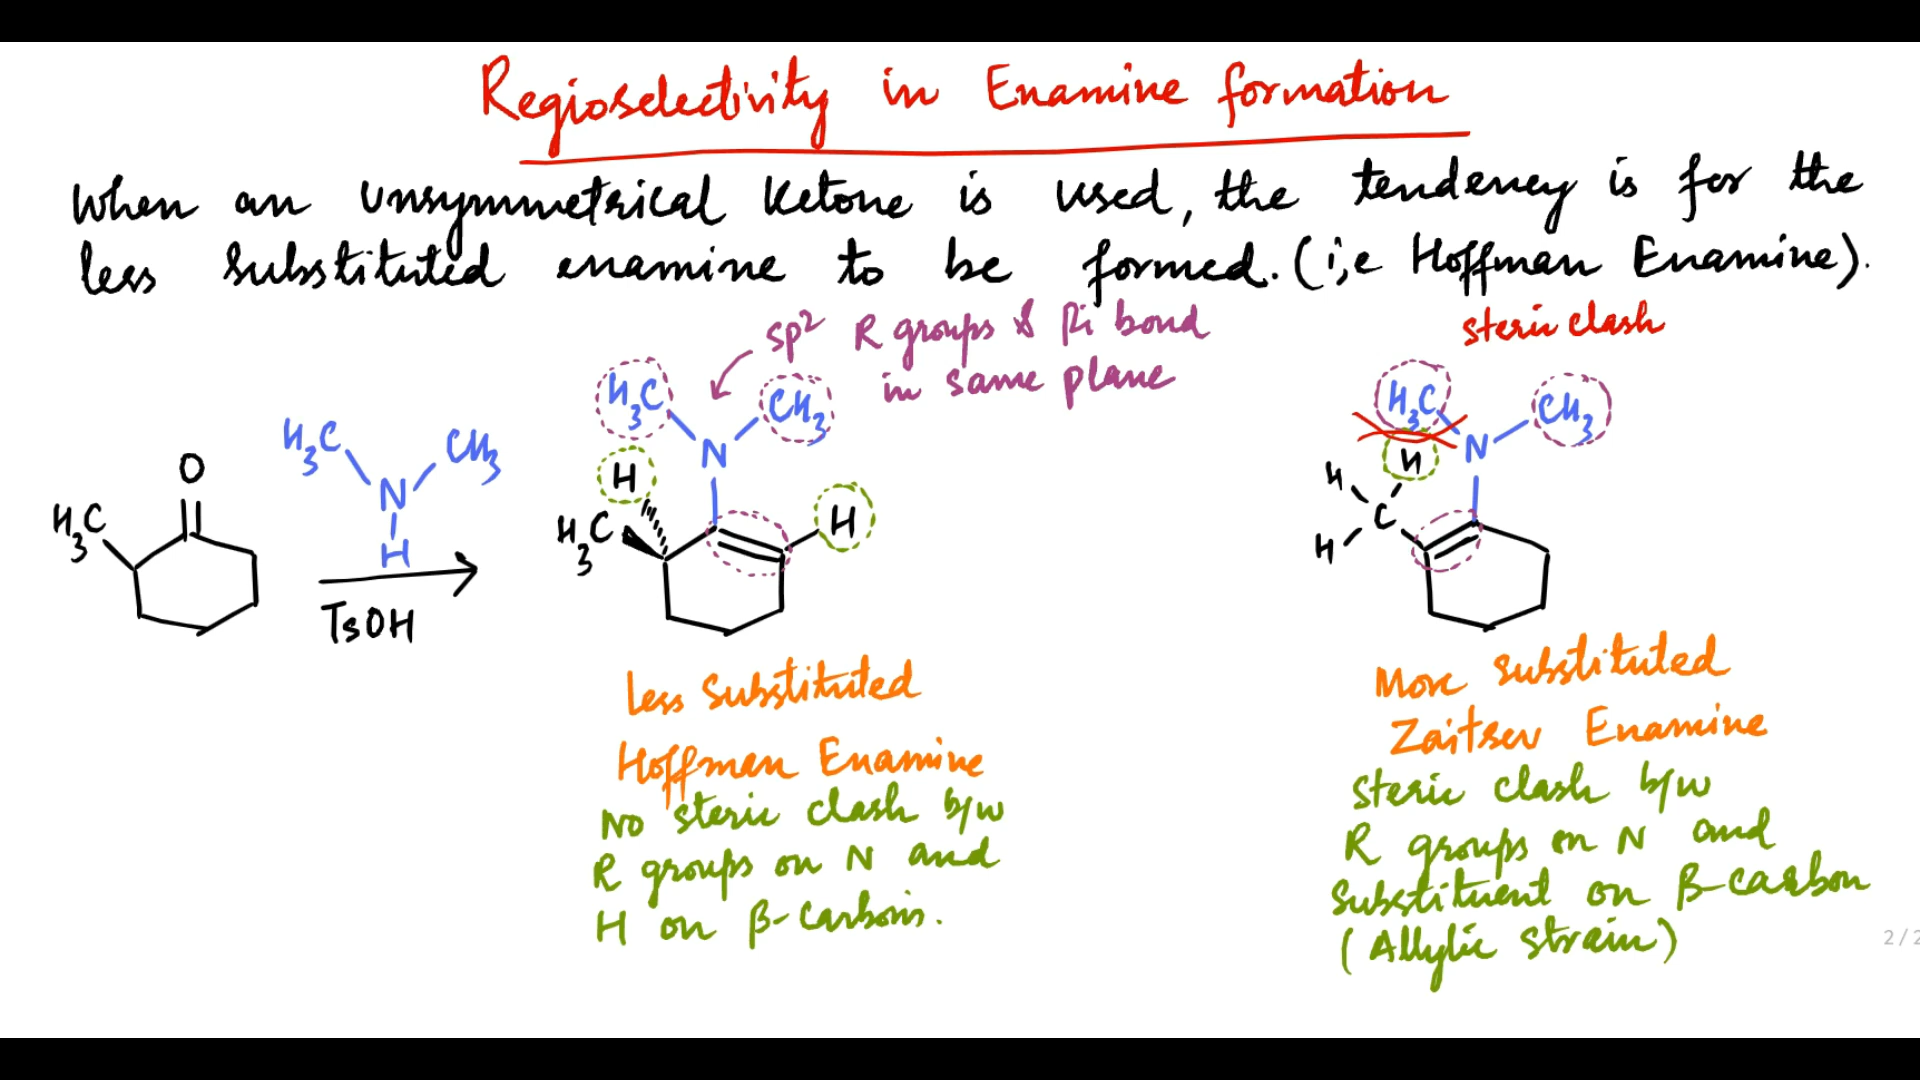 Regioselectivity in Enamine formation
When an unsymmetrical Ketone is used, the tendency is for the
less substituted enamine to be formed. (i,e Hoffman Enamine).
sp² R groups & Pi bond
in same plane
steric clash
H₃C CH₃
N
H
H₃C
O
TsOH
H₃C CH₃
N
H
H
H₃C
H₃C CH₃
N
H
H
C
H
Less Substituted
Hoffman Enamine
No steric clash b/w
R groups on N and
H on β-Carbons.
More substituted
Zaitsev Enamine
Steric clash b/w
R groups on N and
Substituent on β-carbon
(Allylic strain)
2/2